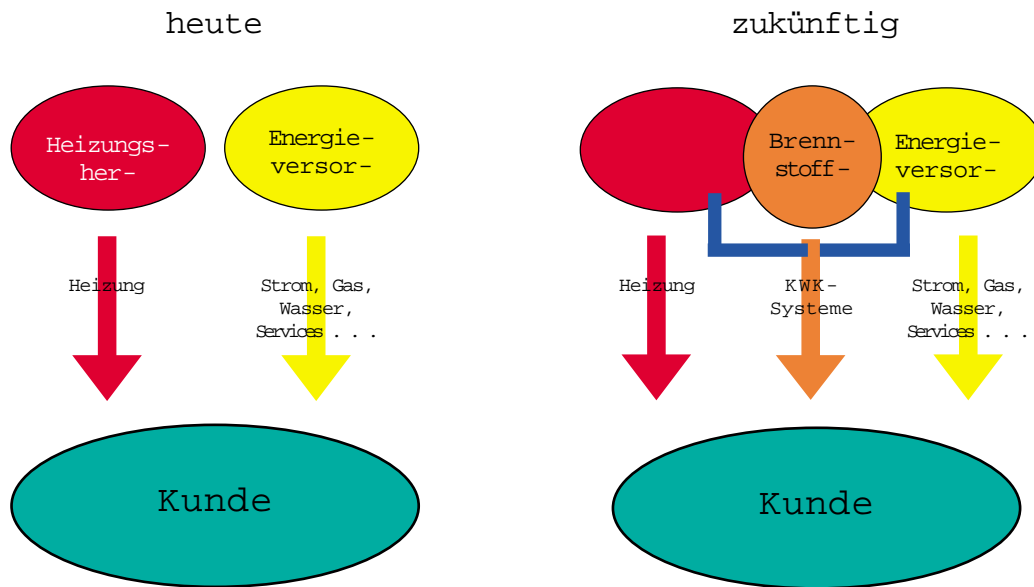 heute
Heizungs-
her-
Energie-
versor-
Heizung
Strom, Gas,
Wasser,
Services . . .
Kunde
zukünftig
Brenn-
stoff-
Energie-
versor-
Heizung
KWK-
Systeme
Strom, Gas,
Wasser,
Services . . .
Kunde